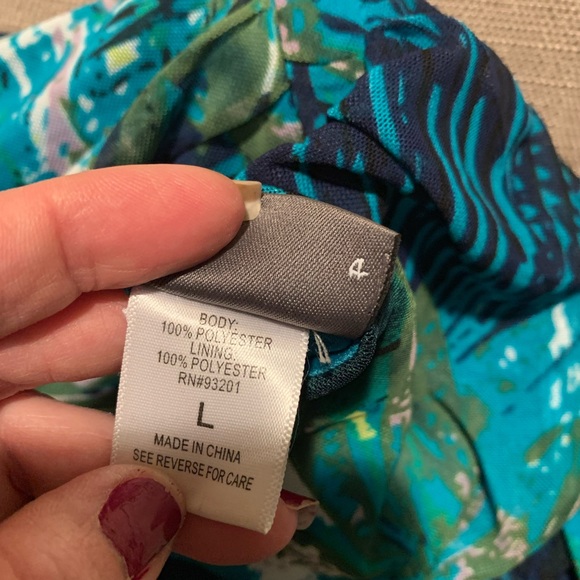 BODY:
100% POLYESTER
LINING:
100% POLYESTER
RN#93201
L
MADE IN CHINA
SEE REVERSE FOR CARE